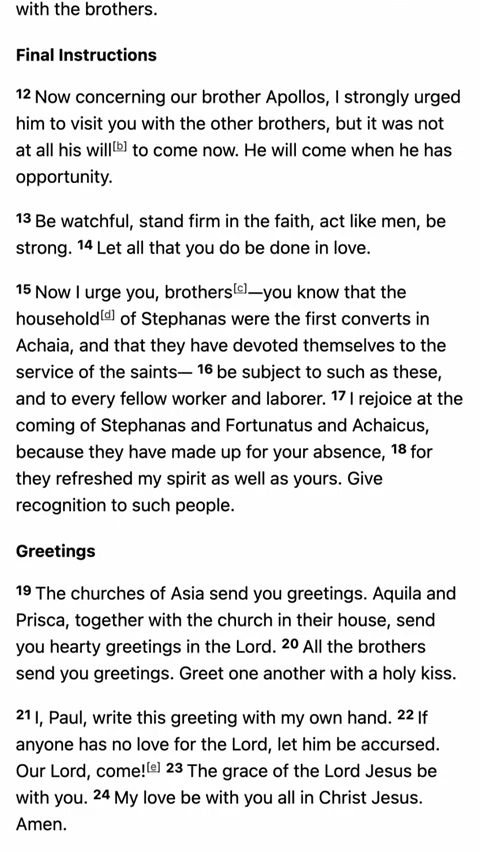 with the brothers.
Final Instructions
12 Now concerning our brother Apollos, I strongly urged
him to visit you with the other brothers, but it was not
at all his will[b] to come now. He will come when he has
opportunity.
13 Be watchful, stand firm in the faith, act like men, be
strong. 14 Let all that you do be done in love.
15 Now I urge you, brothers[c]—you know that the
household[d] of Stephanas were the first converts in
Achaia, and that they have devoted themselves to the
service of the saints— 16 be subject to such as these,
and to every fellow worker and laborer. 17 I rejoice at the
coming of Stephanas and Fortunatus and Achaicus,
because they have made up for your absence, 18 for
they refreshed my spirit as well as yours. Give
recognition to such people.
Greetings
19 The churches of Asia send you greetings. Aquila and
Prisca, together with the church in their house, send
you hearty greetings in the Lord. 20 All the brothers
send you greetings. Greet one another with a holy kiss.
21 I, Paul, write this greeting with my own hand. 22 If
anyone has no love for the Lord, let him be accursed.
Our Lord, come![e] 23 The grace of the Lord Jesus be
with you. 24 My love be with you all in Christ Jesus.
Amen.